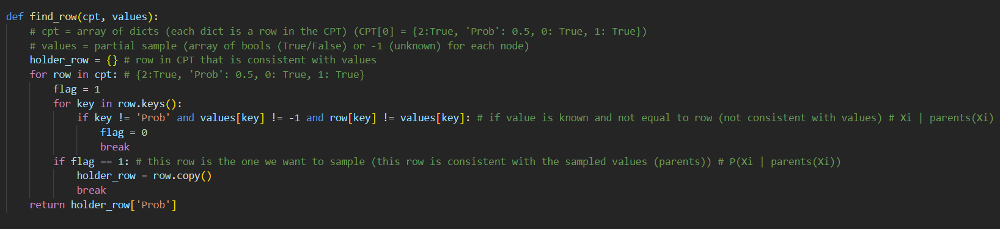 def find_row(cpt, values):
    # cpt = array of dicts (each dict is a row in the CPT) (CPT[0] = {2:True, 'Prob': 0.5, 0: True, 1: True})
    # values = partial sample (array of bools (True/False) or -1 (unknown) for each node)
    holder_row = {} # row in CPT that is consistent with values
    for row in cpt: # {2:True, 'Prob': 0.5, 0: True, 1: True}
        flag = 1
        for key in row.keys():
            if key != 'Prob' and values[key] != -1 and row[key] != values[key]: # if value is known and not equal to row (not consistent with values) # Xi | parents(Xi)
                flag = 0
                break
        if flag == 1: # this row is the one we want to sample (this row is consistent with the sampled values (parents)) # P(Xi | parents(Xi))
            holder_row = row.copy()
            break
    return holder_row['Prob']